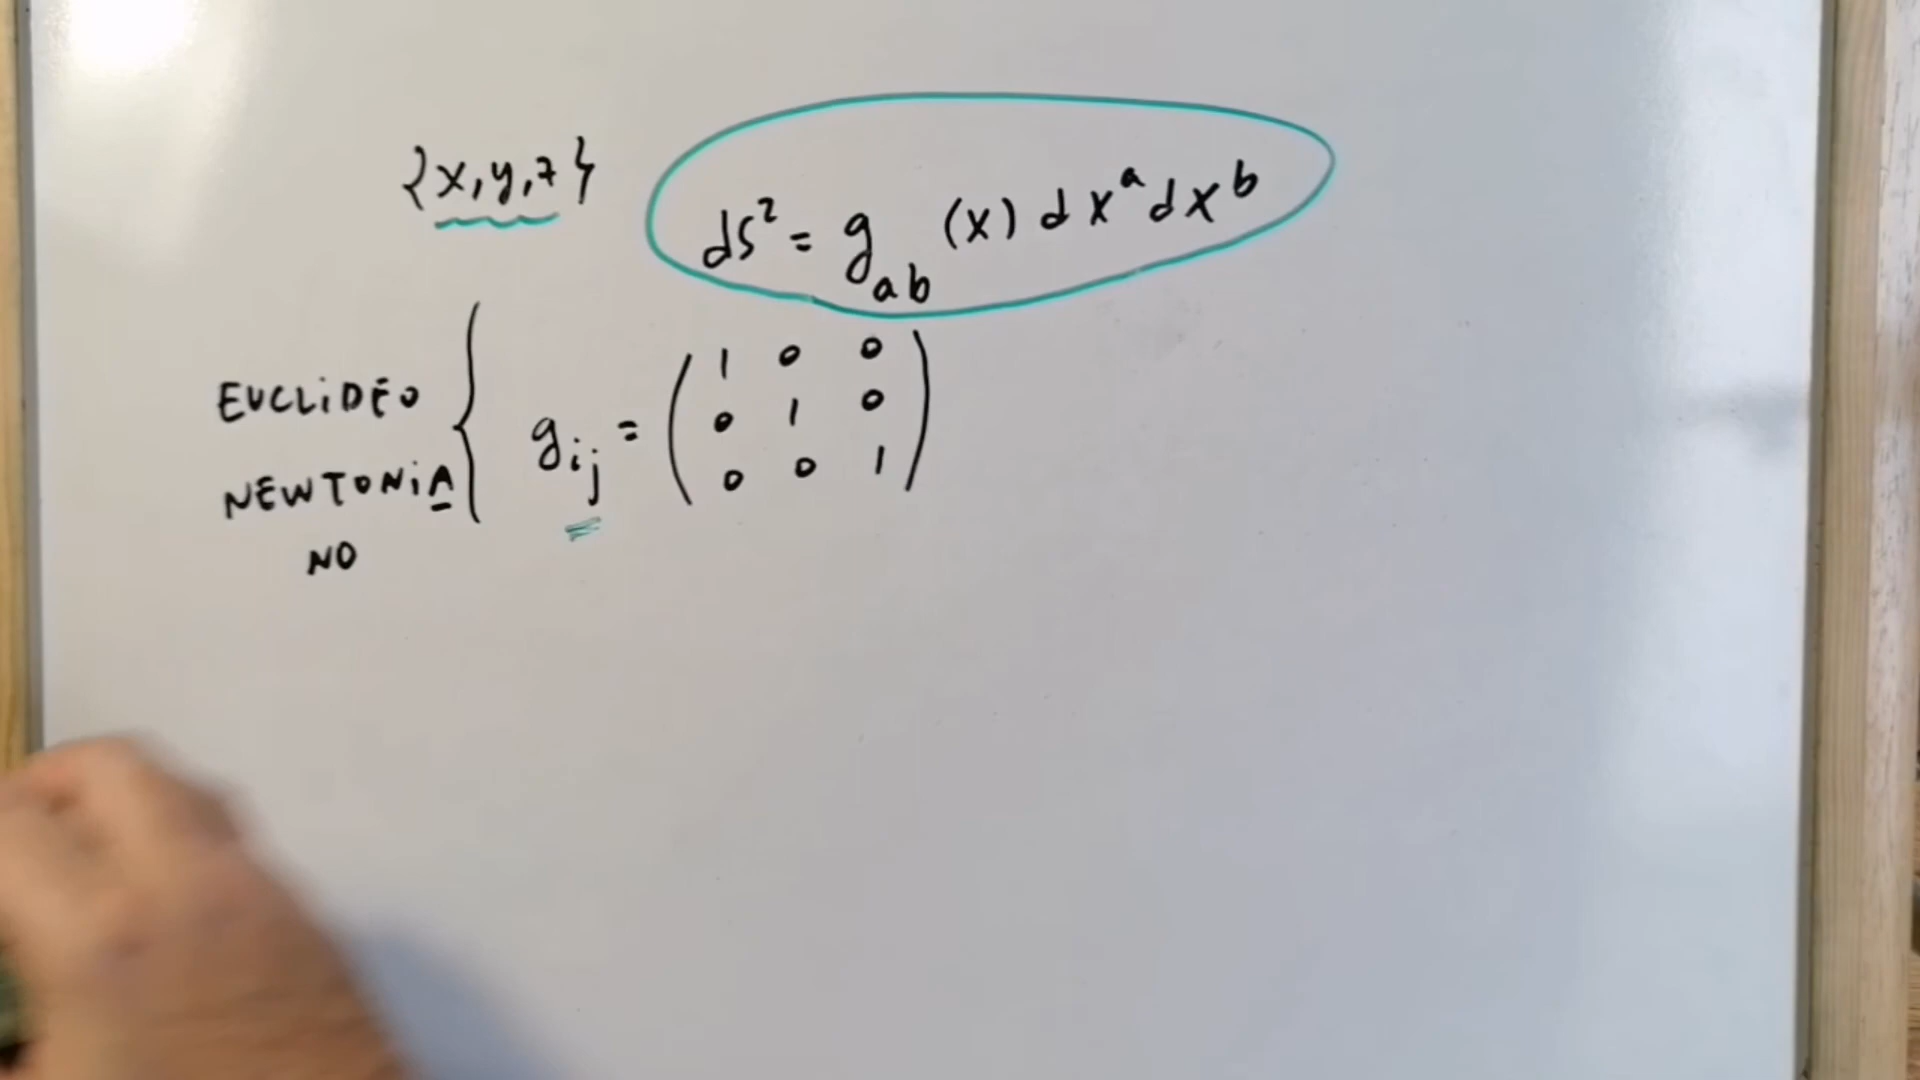 {x,y,z}
ds² = g_ab (x) dx^a dx^b
EUCLiDEO
NEWTONiA
NO
g_ij = ( 1 0 0
0 1 0
0 0 1 )